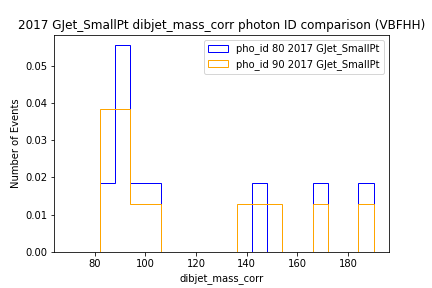 2017 GJet_SmallPt dibjet_mass_corr photon ID comparison (VBFHH)
pho_id 80 2017 GJet_SmallPt
pho_id 90 2017 GJet_SmallPt
Number of Events
0.05
0.04
0.03
0.02
0.01
0.00
80 100 120 140 160 180
dibjet_mass_corr